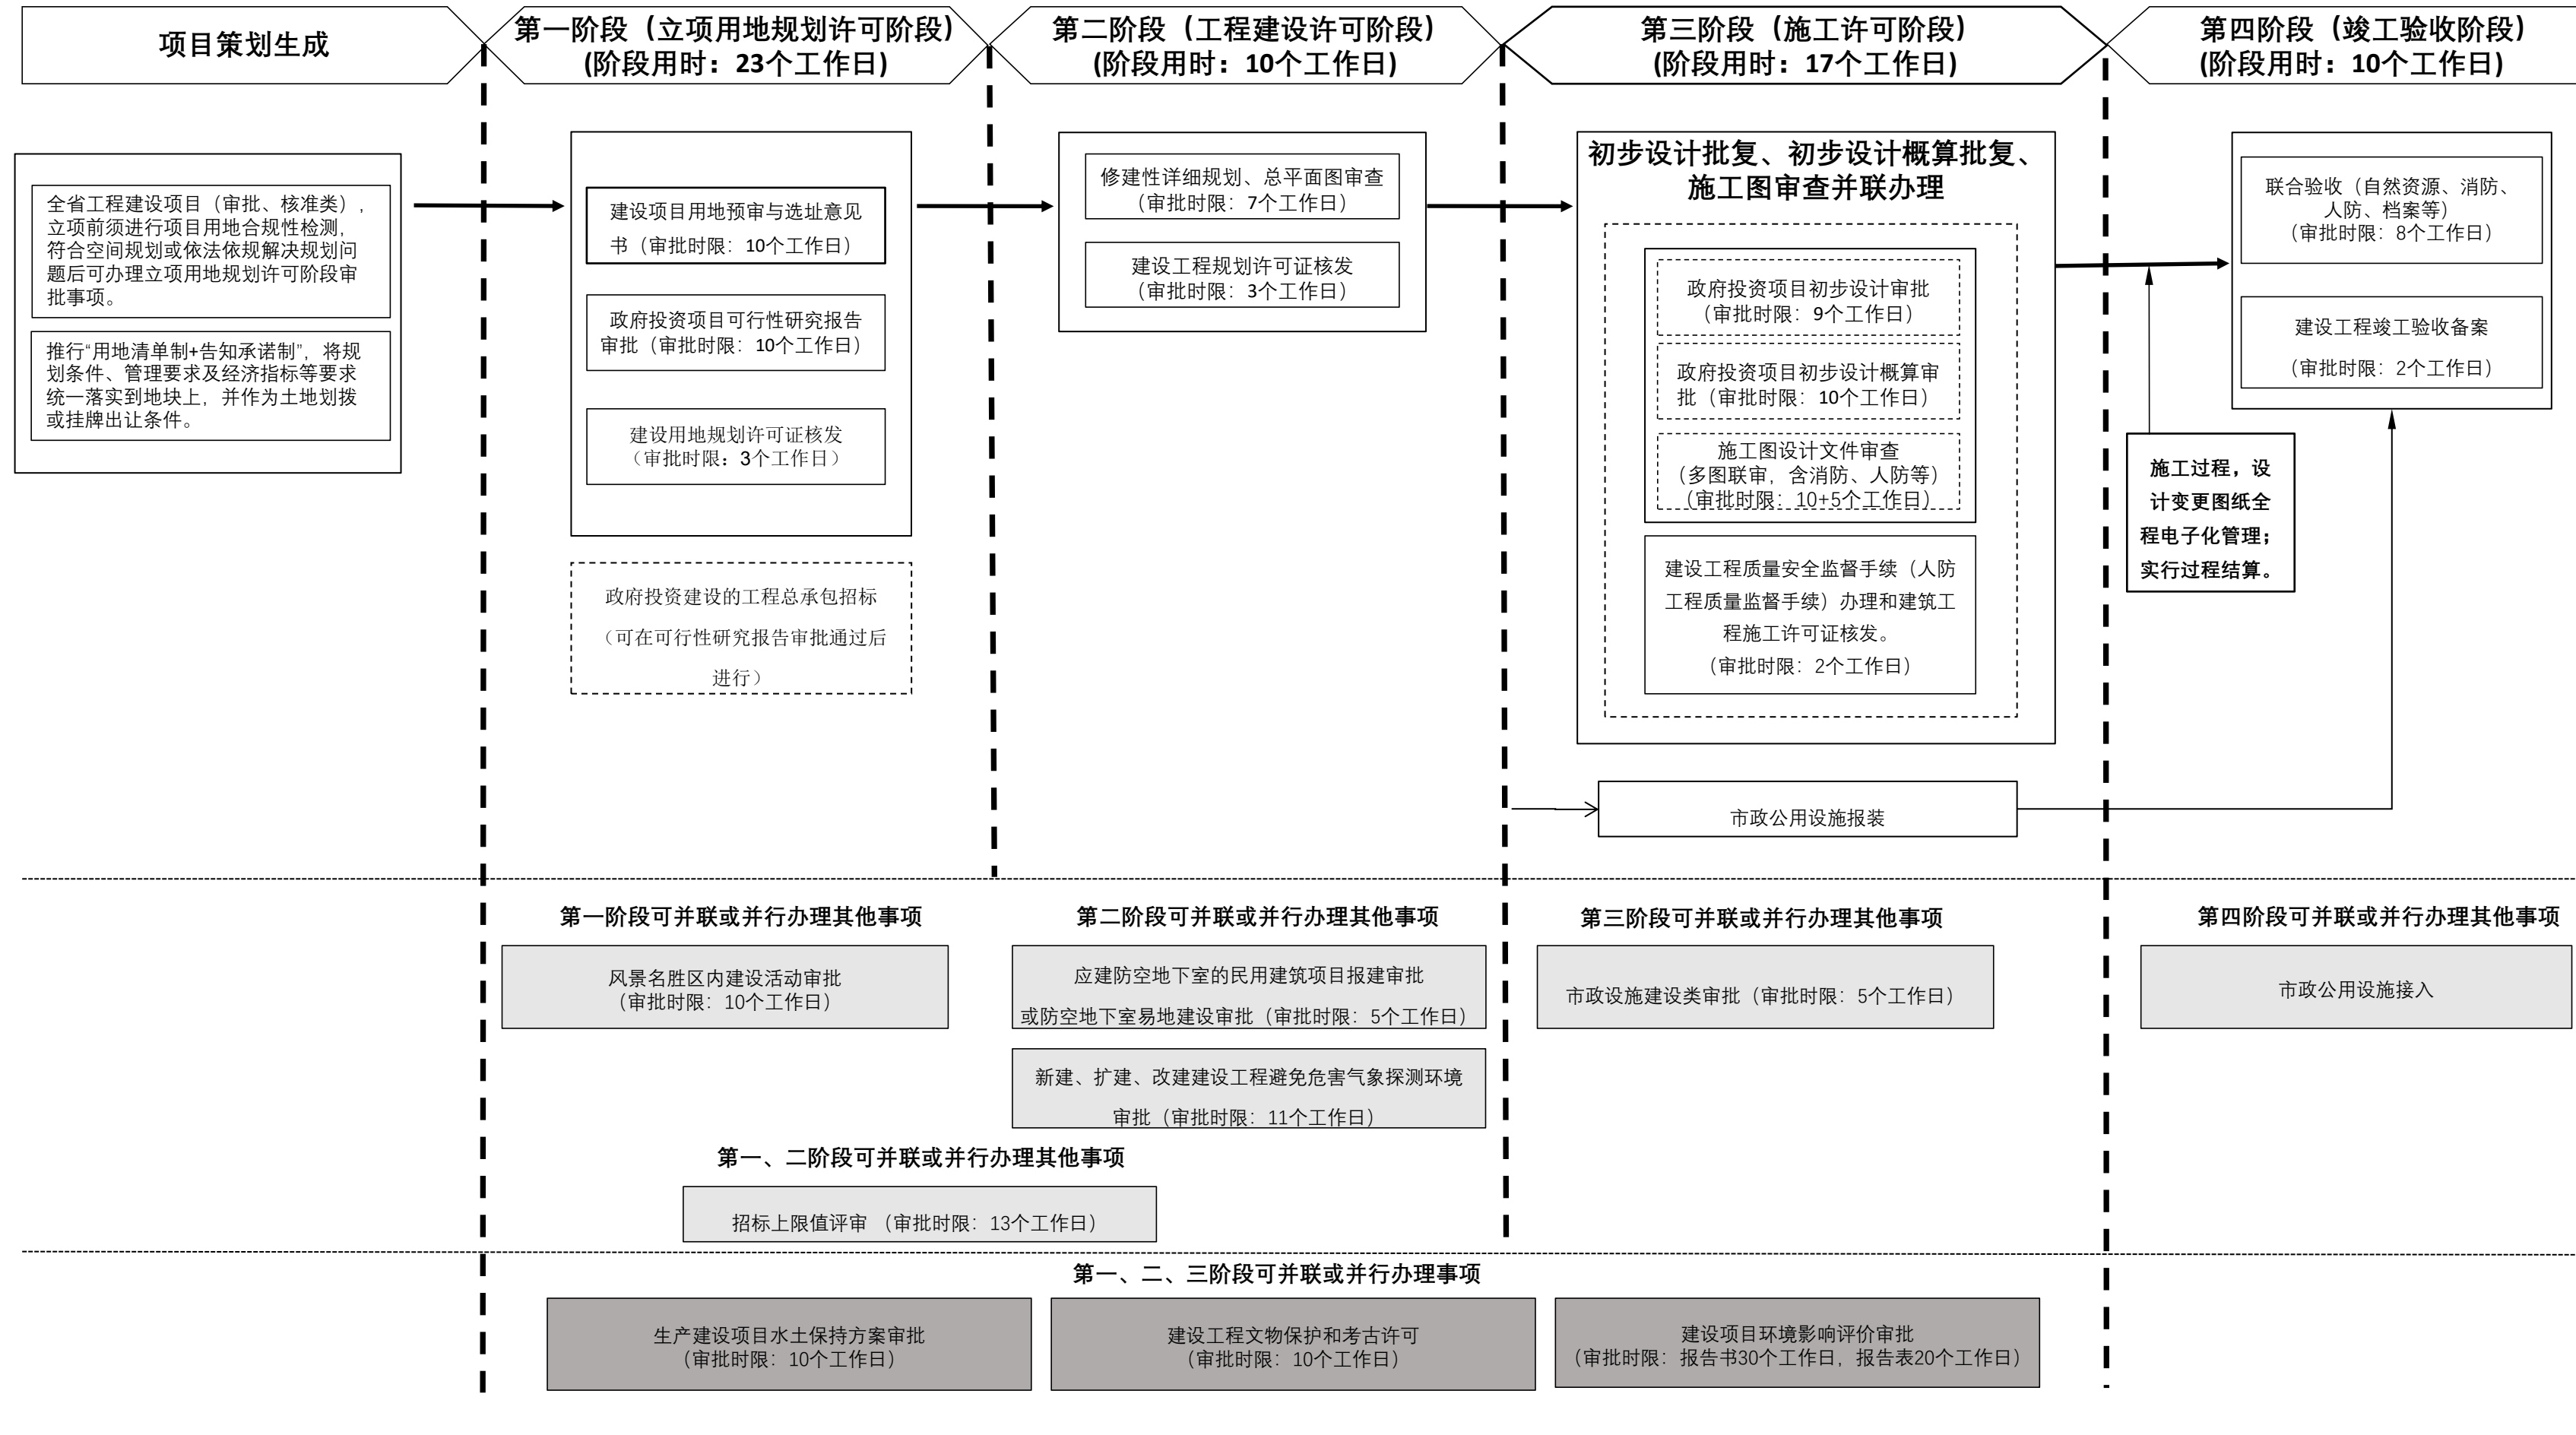 项目策划生成
第一阶段（立项用地规划许可阶段）
(阶段用时：23个工作日)
第二阶段（工程建设许可阶段）
(阶段用时：10个工作日)
第三阶段（施工许可阶段）
(阶段用时：17个工作日)
第四阶段（竣工验收阶段）
(阶段用时：10个工作日)
全省工程建设项目（审批、核准类），
立项前须进行项目用地合规性检测，
符合空间规划或依法依规解决规划问
题后可办理立项用地规划许可阶段审
批事项。
推行“用地清单制+告知承诺制”，将规
划条件、管理要求及经济指标等要求
统一落实到地块上，并作为土地划拨
或挂牌出让条件。
建设项目用地预审与选址意见
书（审批时限：10个工作日）
政府投资项目可行性研究报告
审批（审批时限：10个工作日）
建设用地规划许可证核发
（审批时限：3个工作日）
政府投资建设的工程总承包招标
（可在可行性研究报告审批通过后
进行）
修建性详细规划、总平面图审查
（审批时限：7个工作日）
建设工程规划许可证核发
（审批时限：3个工作日）
初步设计批复、初步设计概算批复、
施工图审查并联办理
政府投资项目初步设计审批
（审批时限：9个工作日）
政府投资项目初步设计概算审
批（审批时限：10个工作日）
施工图设计文件审查
（多图联审，含消防、人防等）
（审批时限：10+5个工作日）
建设工程质量安全监督手续（人防
工程质量监督手续）办理和建筑工
程施工许可证核发。
（审批时限：2个工作日）
市政公用设施报装
施工过程，设
计变更图纸全
程电子化管理；
实行过程结算。
联合验收（自然资源、消防、
人防、档案等）
（审批时限：8个工作日）
建设工程竣工验收备案
（审批时限：2个工作日）
第一阶段可并联或并行办理其他事项
风景名胜区内建设活动审批
（审批时限：10个工作日）
第二阶段可并联或并行办理其他事项
应建防空地下室的民用建筑项目报建审批
或防空地下室易地建设审批（审批时限：5个工作日）
新建、扩建、改建建设工程避免危害气象探测环境
审批（审批时限：11个工作日）
第三阶段可并联或并行办理其他事项
市政设施建设类审批（审批时限：5个工作日）
第四阶段可并联或并行办理其他事项
市政公用设施接入
第一、二阶段可并联或并行办理其他事项
招标上限值评审 （审批时限：13个工作日）
第一、二、三阶段可并联或并行办理事项
生产建设项目水土保持方案审批
（审批时限：10个工作日）
建设工程文物保护和考古许可
（审批时限：10个工作日）
建设项目环境影响评价审批
（审批时限：报告书30个工作日，报告表20个工作日）